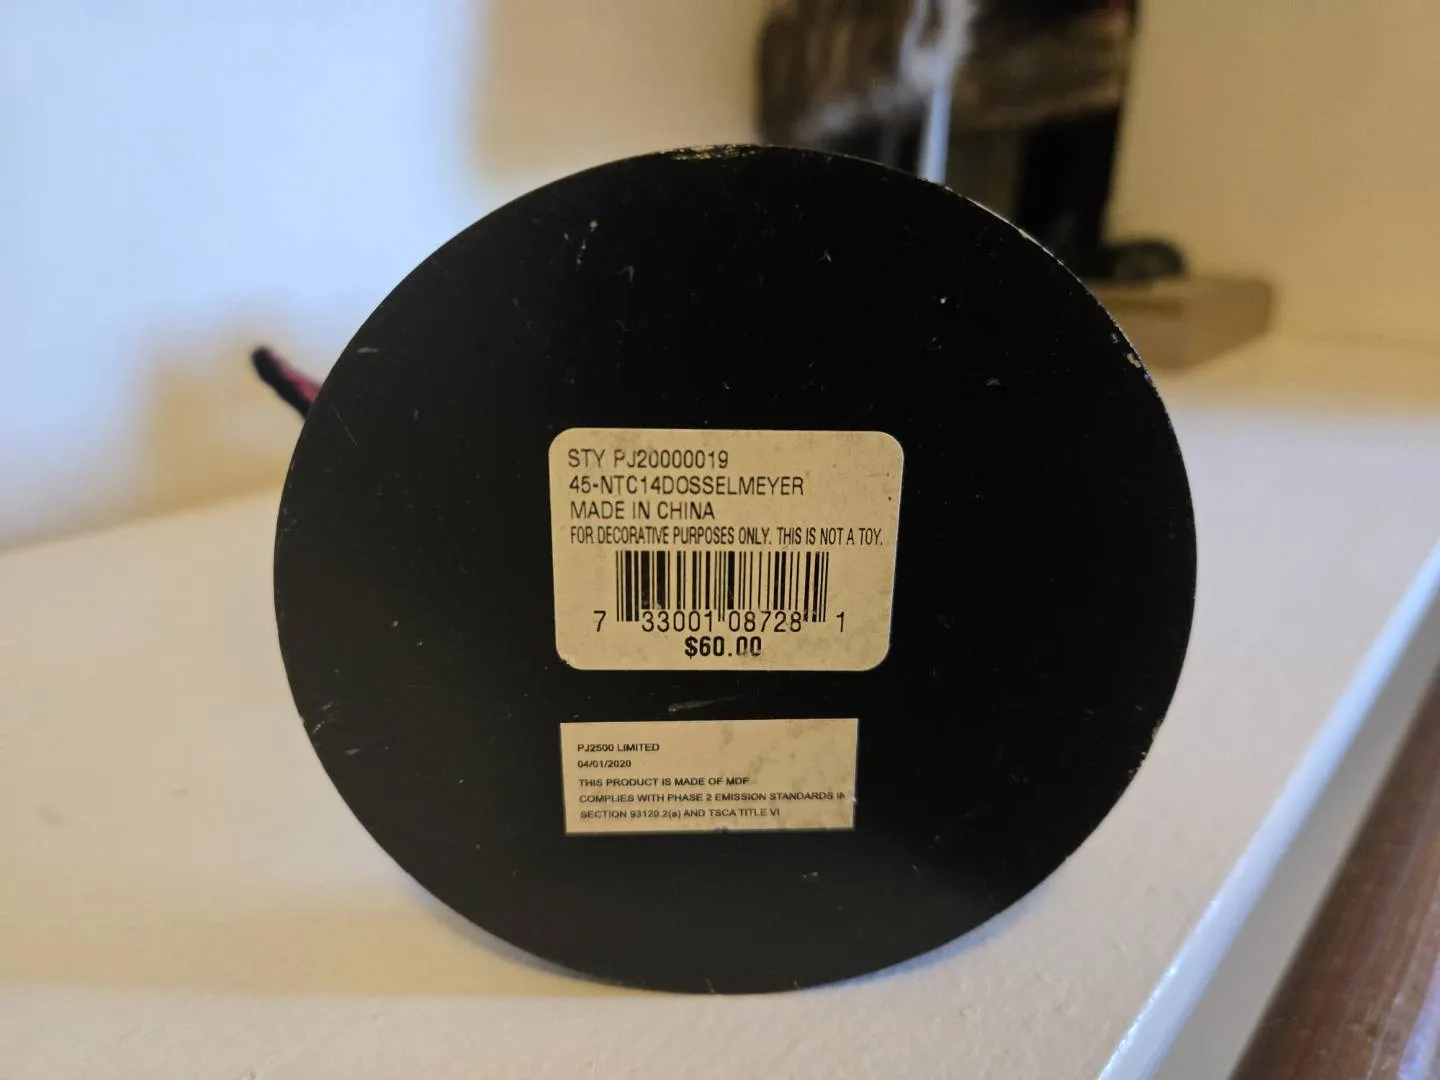 STY PJ20000019
45-NTC14DOSSELMEYER
MADE IN CHINA
FOR DECORATIVE PURPOSES ONLY. THIS IS NOT A TOY.
7 33001 08728 1
$60.00
PJ2500 LIMITED
04/01/2020
THIS PRODUCT IS MADE OF MDF
COMPLIES WITH PHASE 2 EMISSION STANDARDS IN
SECTION 93120.2(a) AND TSCA TITLE VI